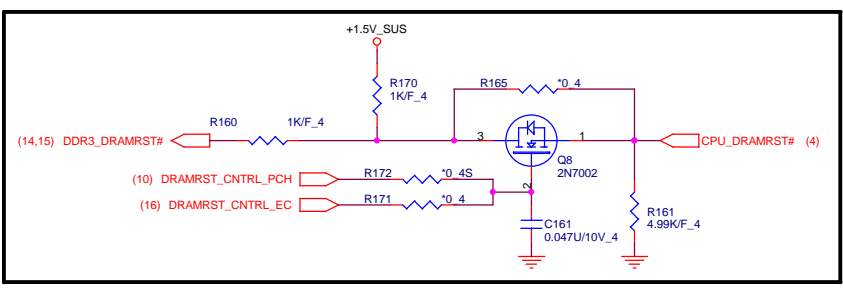 +1.5V_SUS
R170
1K/F_4
R165
*0_4
R160
1K/F_4
(14,15) DDR3_DRAMRST#
3
1
CPU_DRAMRST# (4)
Q8
2N7002
(10) DRAMRST_CNTRL_PCH
R172
*0_4S
2
(16) DRAMRST_CNTRL_EC
R171
*0_4
C161
0.047U/10V_4
R161
4.99K/F_4